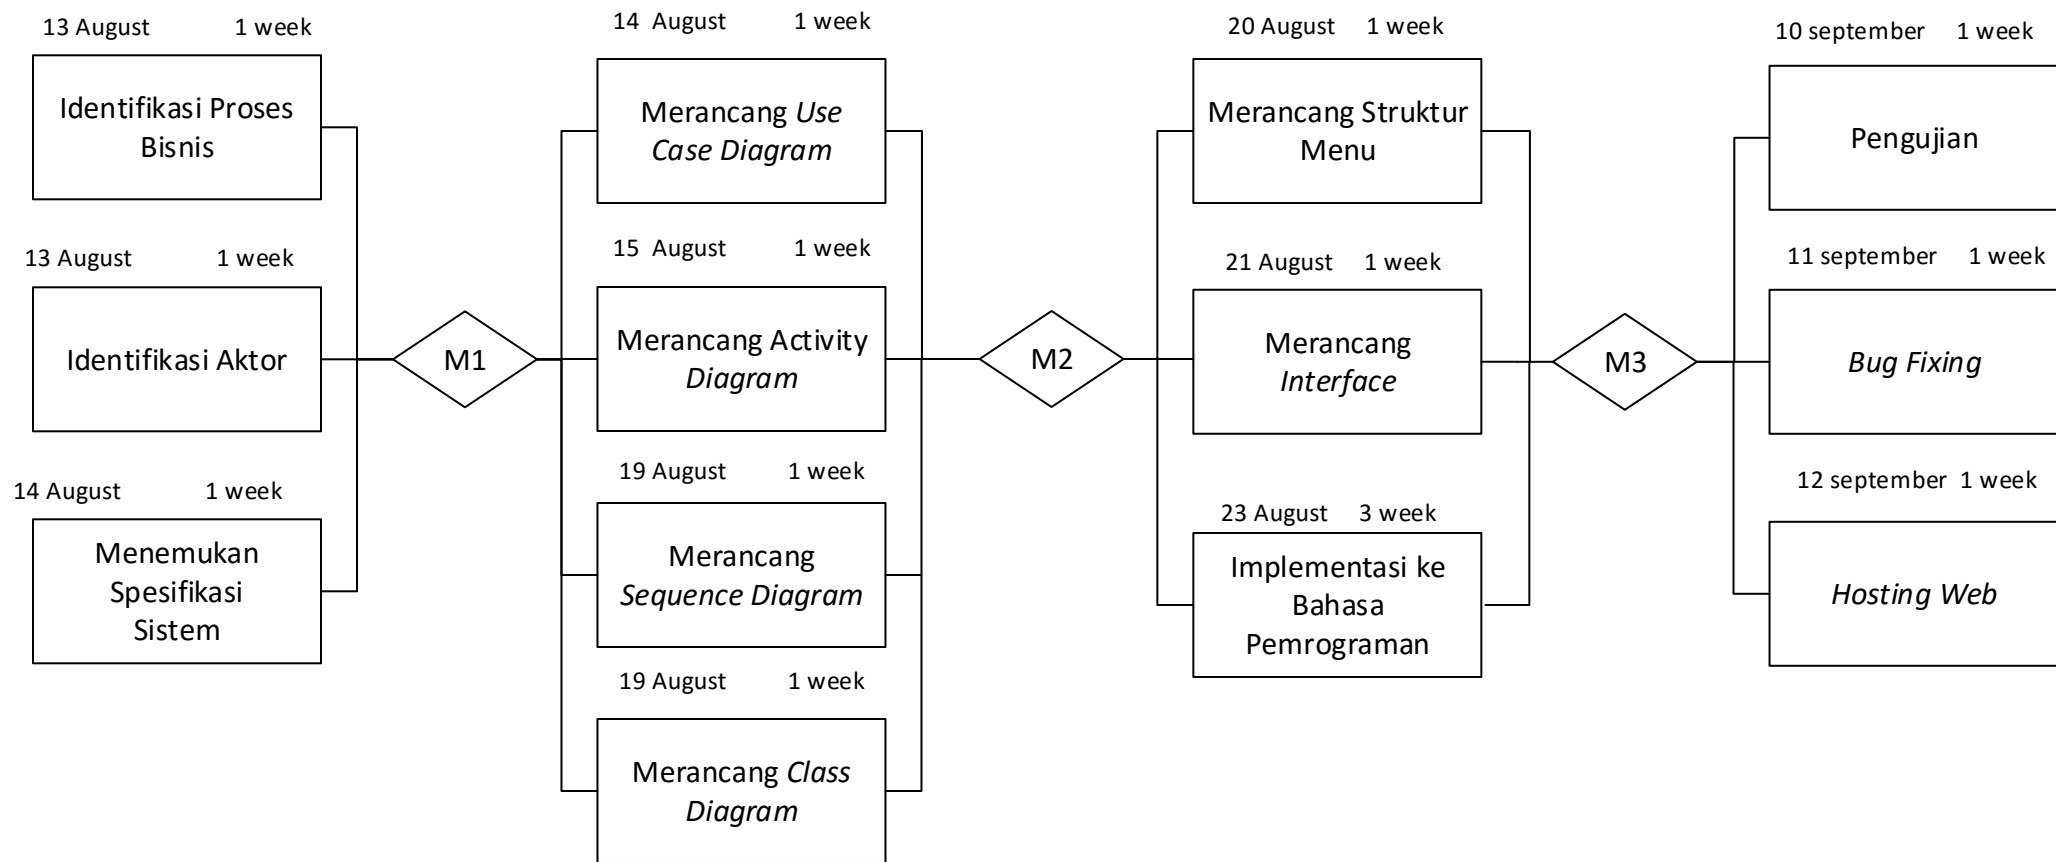 13 August 1 week
Identifikasi Proses
Bisnis
13 August 1 week
Identifikasi Aktor
14 August 1 week
Menemukan
Spesifikasi
Sistem
M1
14 August 1 week
Merancang Use
Case Diagram
15 August 1 week
Merancang Activity
Diagram
19 August 1 week
Merancang
Sequence Diagram
19 August 1 week
Merancang Class
Diagram
M2
20 August 1 week
Merancang Struktur
Menu
21 August 1 week
Merancang
Interface
23 August 3 week
Implementasi ke
Bahasa
Pemrograman
M3
10 september 1 week
Pengujian
11 september 1 week
Bug Fixing
12 september 1 week
Hosting Web